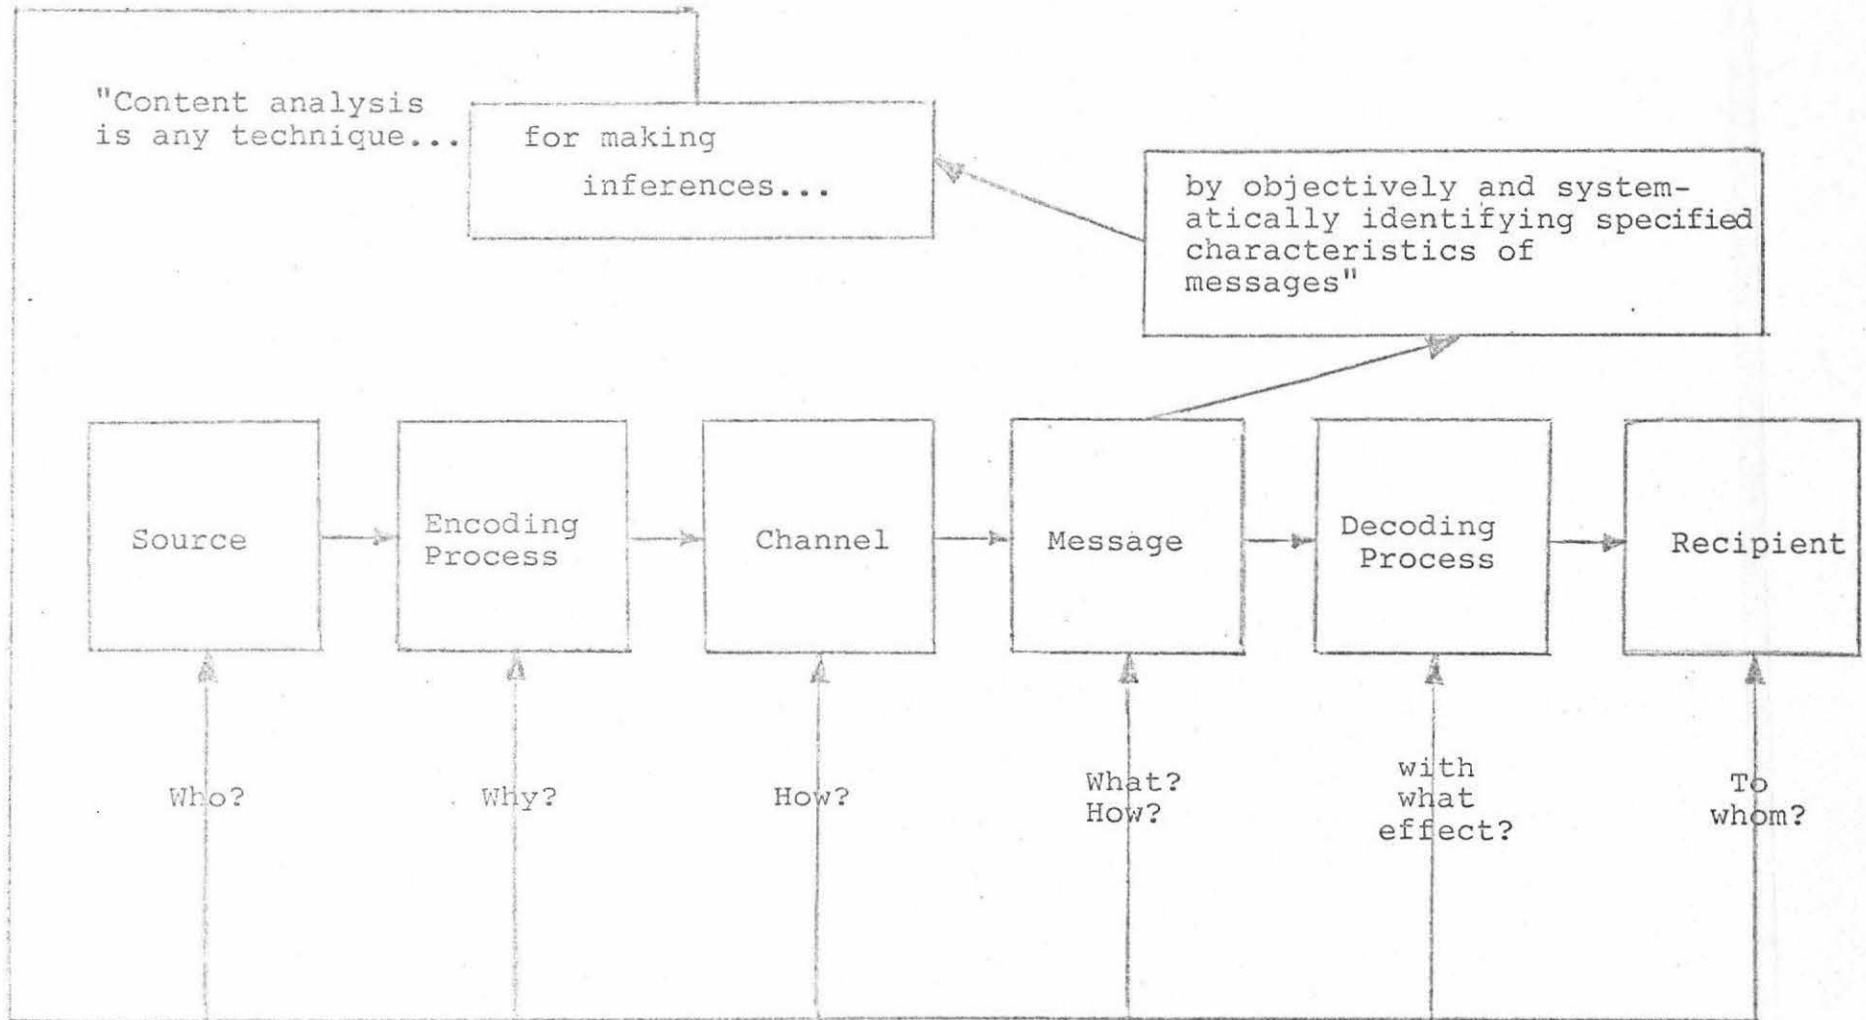 "Content analysis
is any technique...
for making
inferences...
by objectively and system-
atically identifying specified
characteristics of
messages"
Source
Encoding
Process
Channel
Message
Decoding
Process
Recipient
Who?
Why?
How?
What?
How?
with
what
effect?
To
whom?